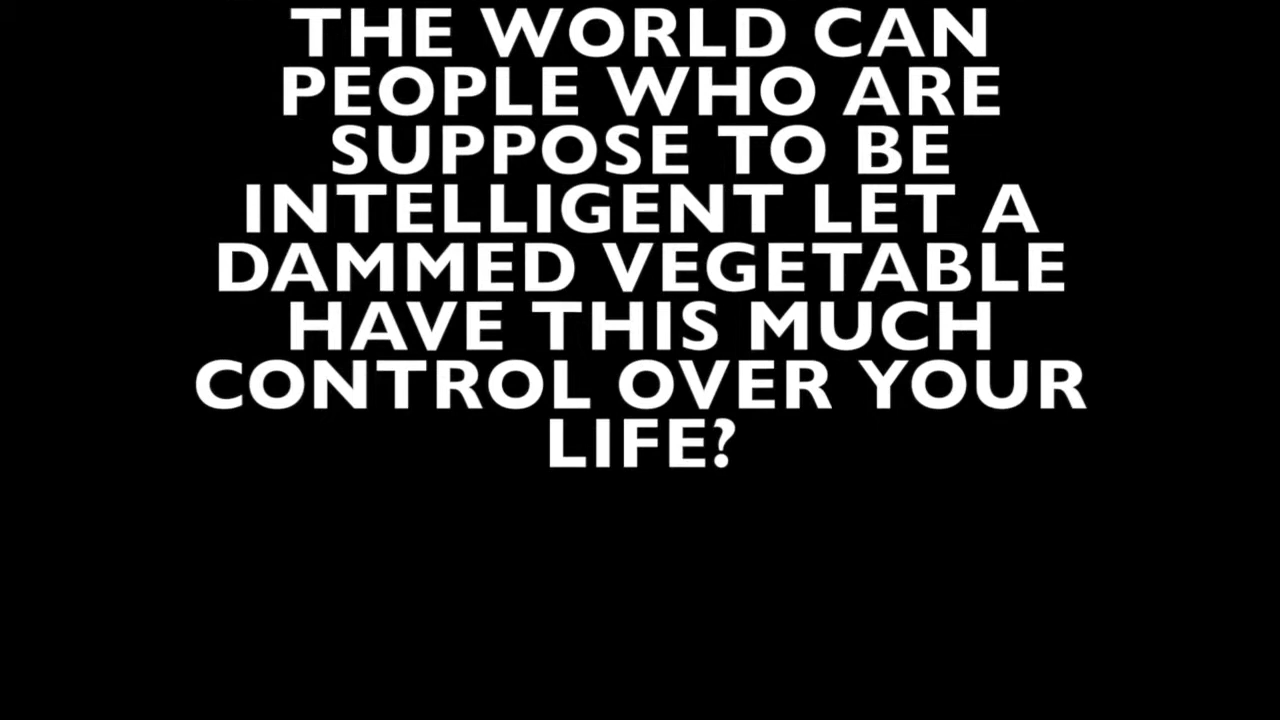 THE WORLD CAN
PEOPLE WHO ARE
SUPPOSE TO BE
INTELLIGENT LET A
DAMMED VEGETABLE
HAVE THIS MUCH
CONTROL OVER YOUR
LIFE?